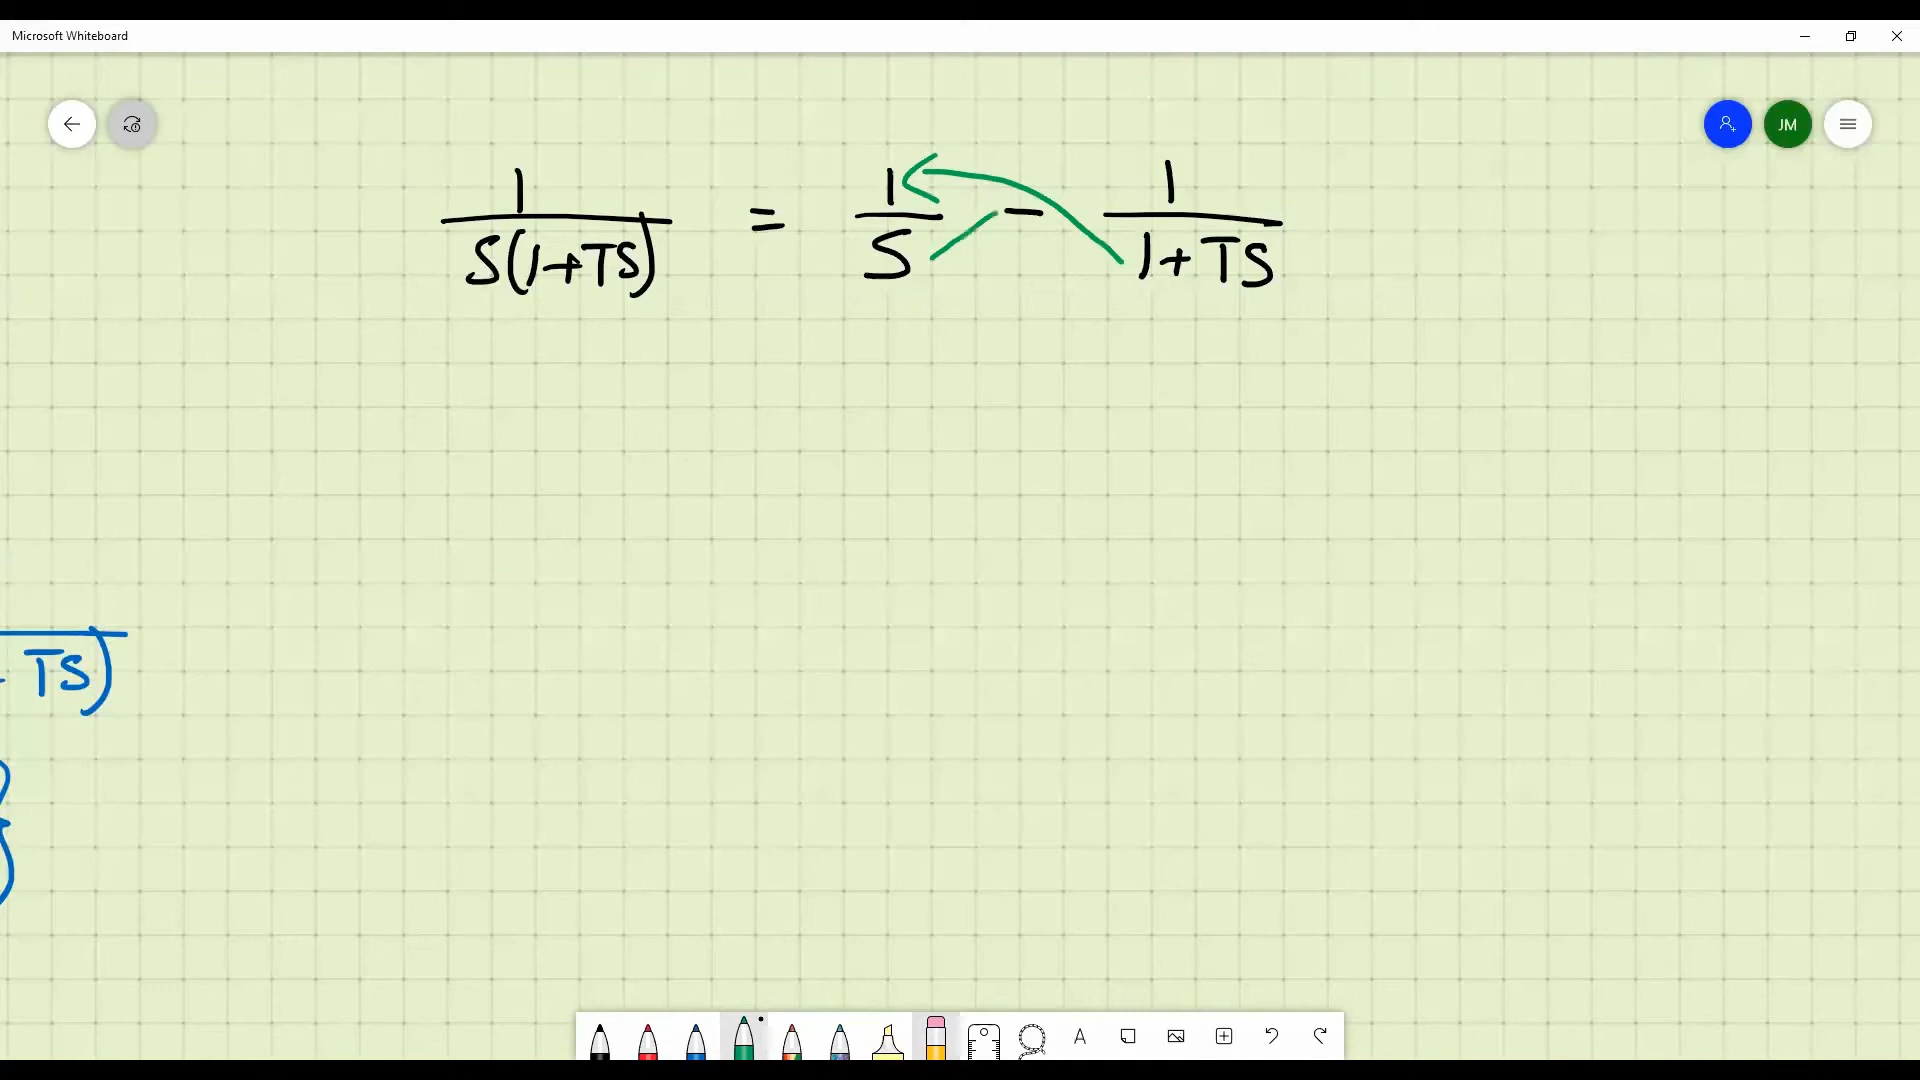 Microsoft Whiteboard
JM
1/(S(1+TS)) = 1/S - 1/(1+TS)
TS)
A